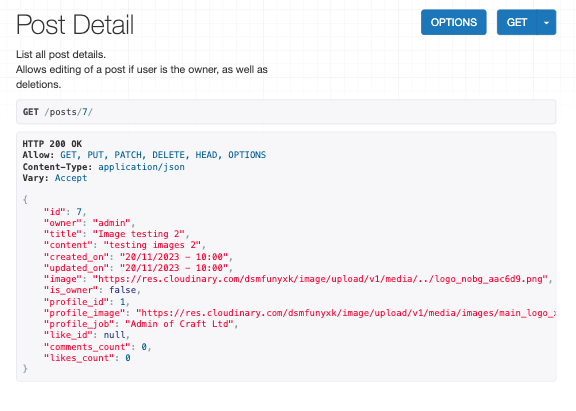 Post Detail
OPTIONS
GET
List all post details.
Allows editing of a post if user is the owner, as well as
deletions.
GET /posts/7/
HTTP 200 OK
Allow: GET, PUT, PATCH, DELETE, HEAD, OPTIONS
Content-Type: application/json
Vary: Accept
{
"id": 7,
"owner": "admin",
"title": "Image testing 2",
"content": "testing images 2",
"created_on": "20/11/2023 - 10:00",
"updated_on": "20/11/2023 - 10:00",
"image": "https://res.cloudinary.com/dsmfunyxk/image/upload/v1/media/../logo_nobg_aac6d9.png",
"is_owner": false,
"profile_id": 1,
"profile_image": "https://res.cloudinary.com/dsmfunyxk/image/upload/v1/media/images/main_logo_
"profile_job": "Admin of Craft Ltd",
"like_id": null,
"comments_count": 0,
"likes_count": 0
}